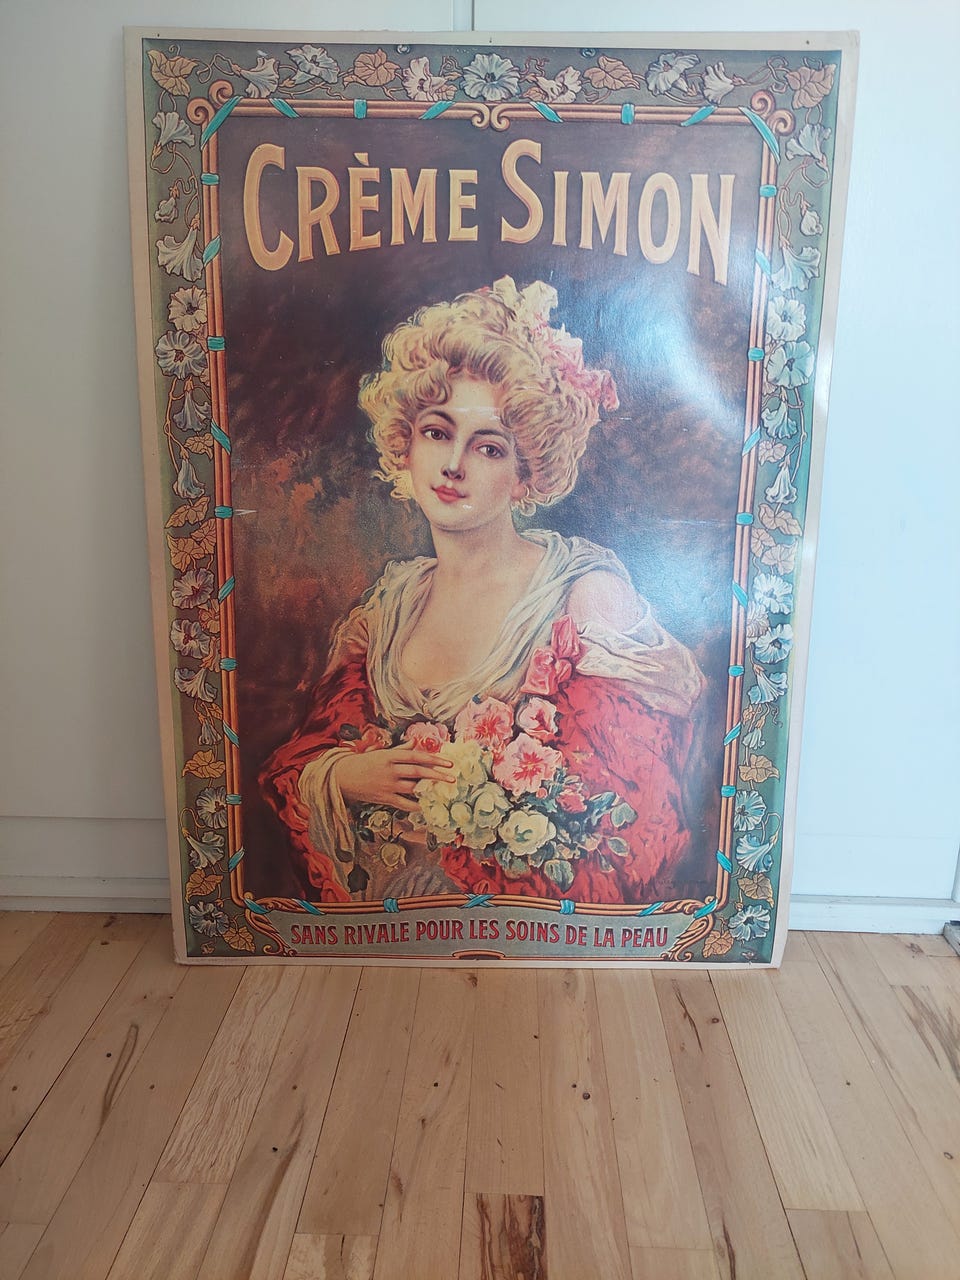 CRÈME SIMON
SANS RIVALE POUR LES SOINS DE LA PEAU